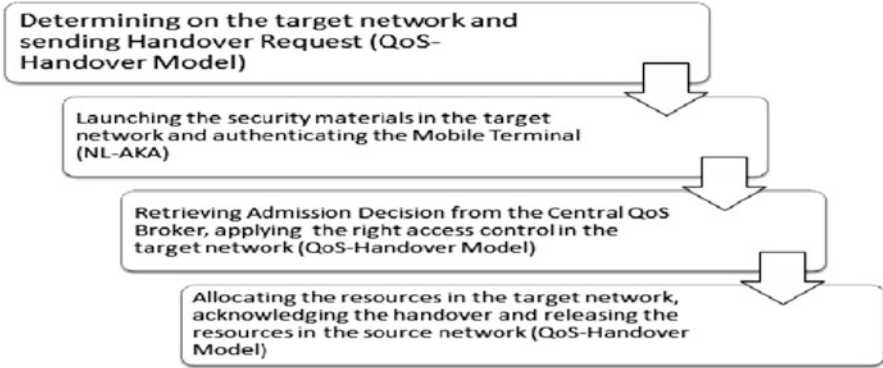 Determining on the target network and
sending Handover Request (QoS-
Handover Model)
Launching the security materials in the target
network and authenticating the Mobile Terminal
(NL-AKA)
Retrieving Admission Decision from the Central QoS
Broker, applying the right access control in the
target network (QoS-Handover Model)
Allocating the resources in the target network,
acknowledging the handover and releasing the
resources in the source network (QoS-Handover
Model)